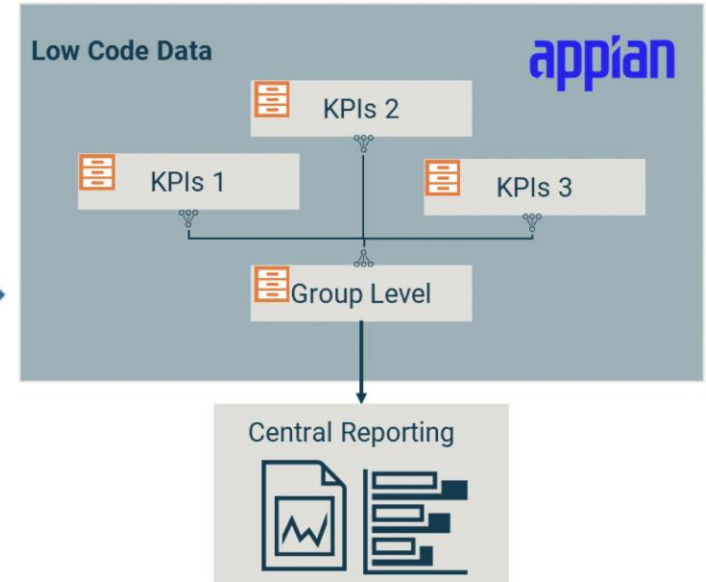 Low Code Data
appian
KPIs 2
KPIs 1
KPIs 3
Group Level
Central Reporting